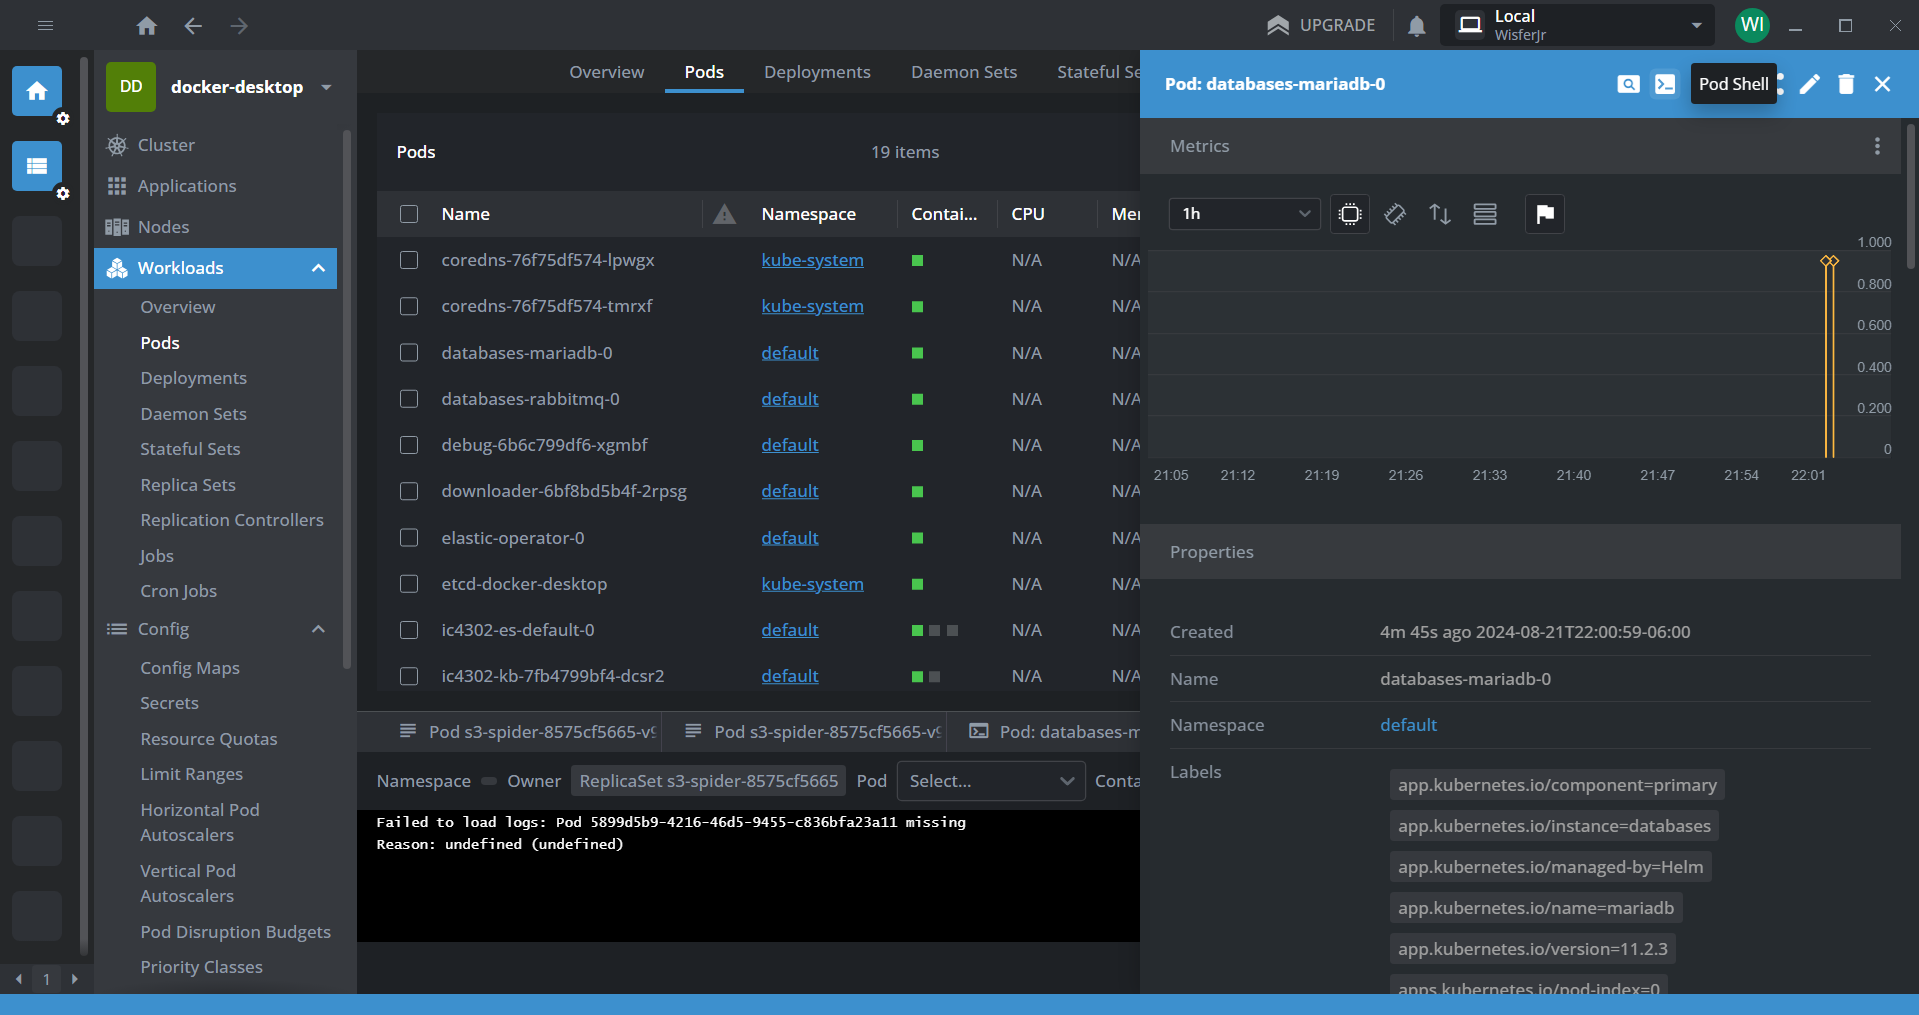 UPGRADE
Local
WisferJr
WI
DD
docker-desktop
Cluster
Applications
Nodes
Workloads
Overview
Pods
Deployments
Daemon Sets
Stateful Sets
Replica Sets
Replication Controllers
Jobs
Cron Jobs
Config
Config Maps
Secrets
Resource Quotas
Limit Ranges
Horizontal Pod
Autoscalers
Vertical Pod
Autoscalers
Pod Disruption Budgets
Priority Classes
1
Overview Pods Deployments Daemon Sets Stateful Se
Pods 19 items
Name Namespace Contai... CPU Mer
coredns-76f75df574-lpwgx kube-system N/A N/A
coredns-76f75df574-tmrxf kube-system N/A N/A
databases-mariadb-0 default N/A N/A
databases-rabbitmq-0 default N/A N/A
debug-6b6c799df6-xgmbf default N/A N/A
downloader-6bf8bd5b4f-2rpsg default N/A N/A
elastic-operator-0 default N/A N/A
etcd-docker-desktop kube-system N/A N/A
ic4302-es-default-0 default N/A N/A
ic4302-kb-7fb4799bf4-dcsr2 default N/A N/A
Pod s3-spider-8575cf5665-v9 Pod s3-spider-8575cf5665-v9 Pod: databases-m
Namespace Owner ReplicaSet s3-spider-8575cf5665 Pod Select... Conta
Failed to load logs: Pod 5899d5b9-4216-46d5-9455-c836bfa23a11 missing
Reason: undefined (undefined)
Pod: databases-mariadb-0 Pod Shell
Metrics
1h
1.000
0.800
0.600
0.400
0.200
0
21:05 21:12 21:19 21:26 21:33 21:40 21:47 21:54 22:01
Properties
Created 4m 45s ago 2024-08-21T22:00:59-06:00
Name databases-mariadb-0
Namespace default
Labels app.kubernetes.io/component=primary
app.kubernetes.io/instance=databases
app.kubernetes.io/managed-by=Helm
app.kubernetes.io/name=mariadb
app.kubernetes.io/version=11.2.3
apps.kubernetes.io/pod-index=0